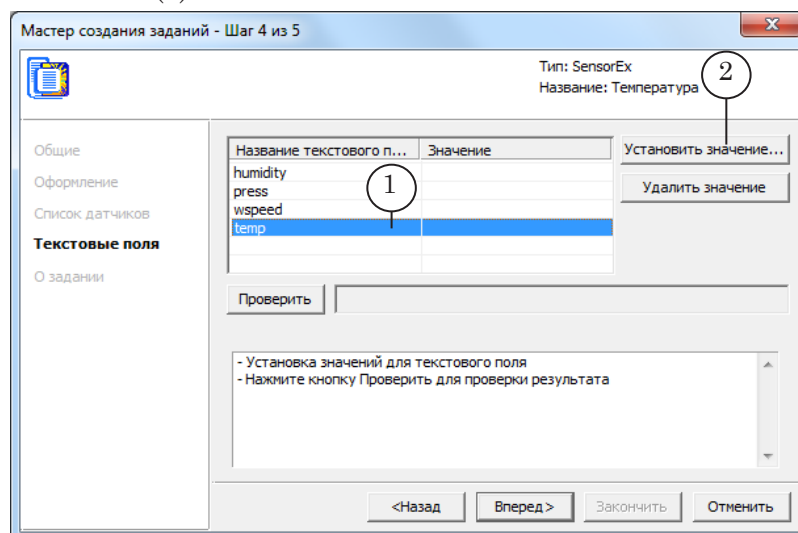 Мастер создания заданий - Шаг 4 из 5
Тип: SensorEx
Название: Температура
2
Общие
Оформление
Список датчиков
Текстовые поля
О задании
Название текстового п... Значение
humidity
press
wspeed
temp
1
Установить значение...
Удалить значение
Проверить
- Установка значений для текстового поля
- Нажмите кнопку Проверить для проверки результата
<Назад Вперед> Закончить Отменить